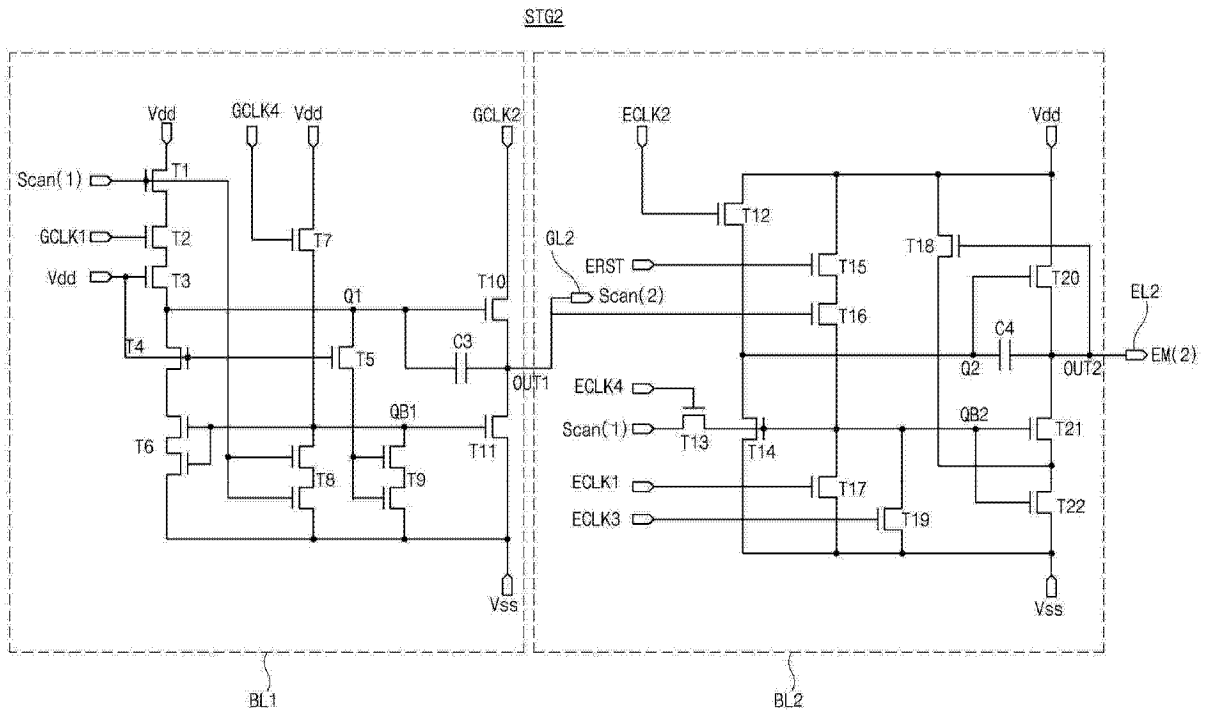 STG2
Vdd
GCLK4
Vdd
GCLK2
ECLK2
Vdd
Scan(1)
T1
T12
GCLK1
T2
T7
GL2
T18
Vdd
T3
ERST
T15
T20
EL2
Q1
T10
Scan(2)
T16
C3
C4
T4
T5
OUT1
Q2
OUT2
EM(2)
ECLK4
QB1
QB2
T6
T11
Scan(1)
T13
T14
T21
T8
T9
ECLK1
T17
ECLK3
T19
T22
Vss
Vss
BL1
BL2